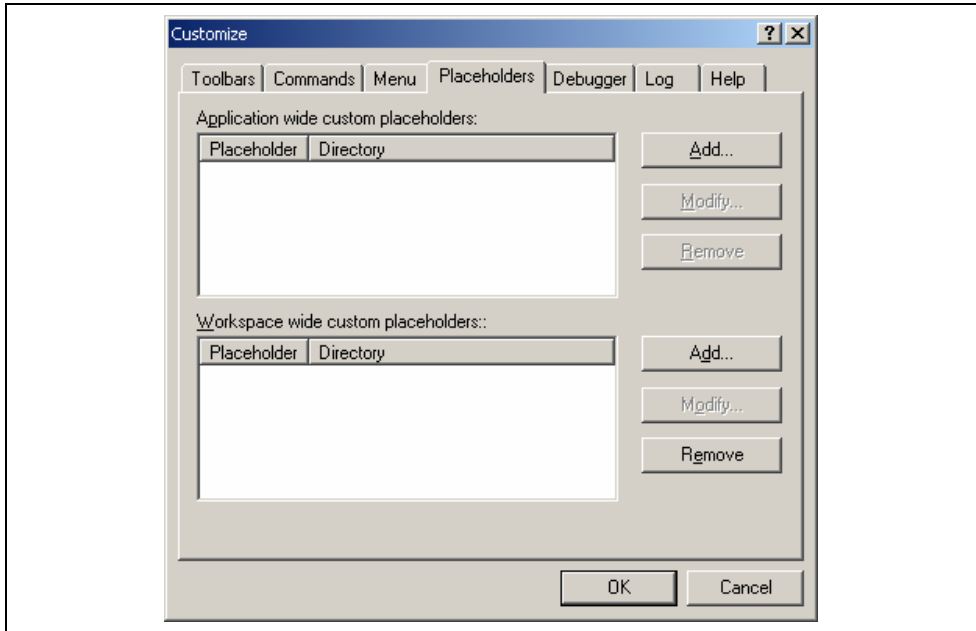 Customize
Toolbars Commands Menu Placeholders Debugger Log Help
Application wide custom placeholders:
Placeholder Directory
Add...
Modify...
Remove
Workspace wide custom placeholders::
Placeholder Directory
Add...
Modify...
Remove
OK Cancel